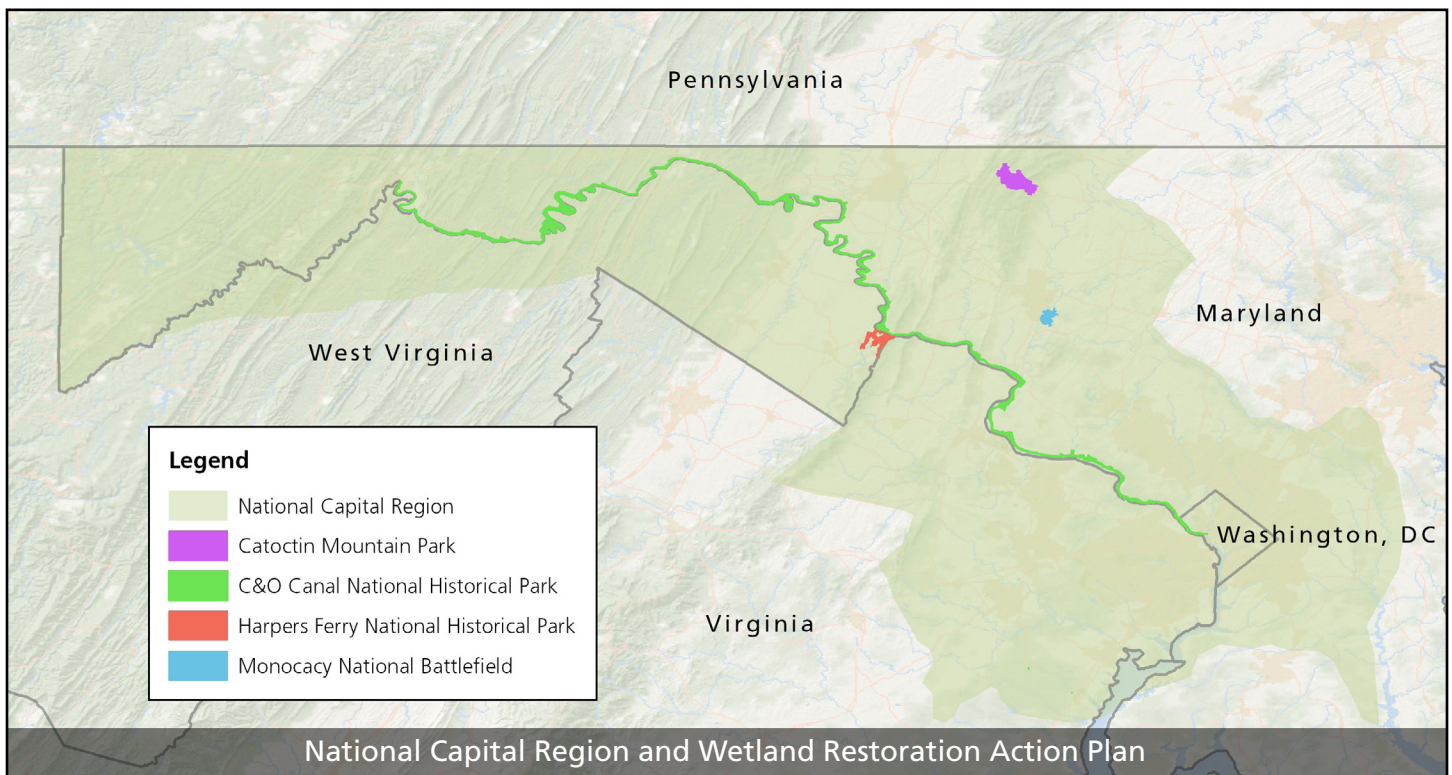 Pennsylvania
Maryland
West Virginia
Legend
National Capital Region
Catoctin Mountain Park
C&O Canal National Historical Park
Harpers Ferry National Historical Park
Monocacy National Battlefield
Washington, DC
Virginia
National Capital Region and Wetland Restoration Action Plan